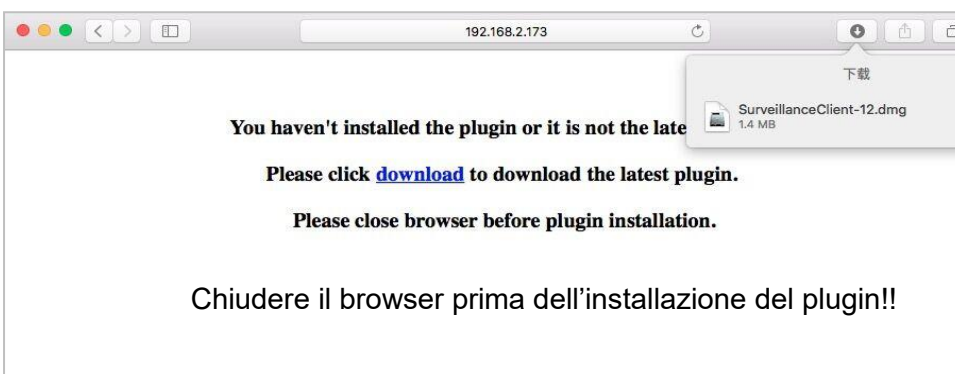 192.168.2.173
下载
SurveillanceClient-12.dmg
1.4 MB
You haven't installed the plugin or it is not the late
Please click download to download the latest plugin.
Please close browser before plugin installation.
Chiudere il browser prima dell’installazione del plugin!!